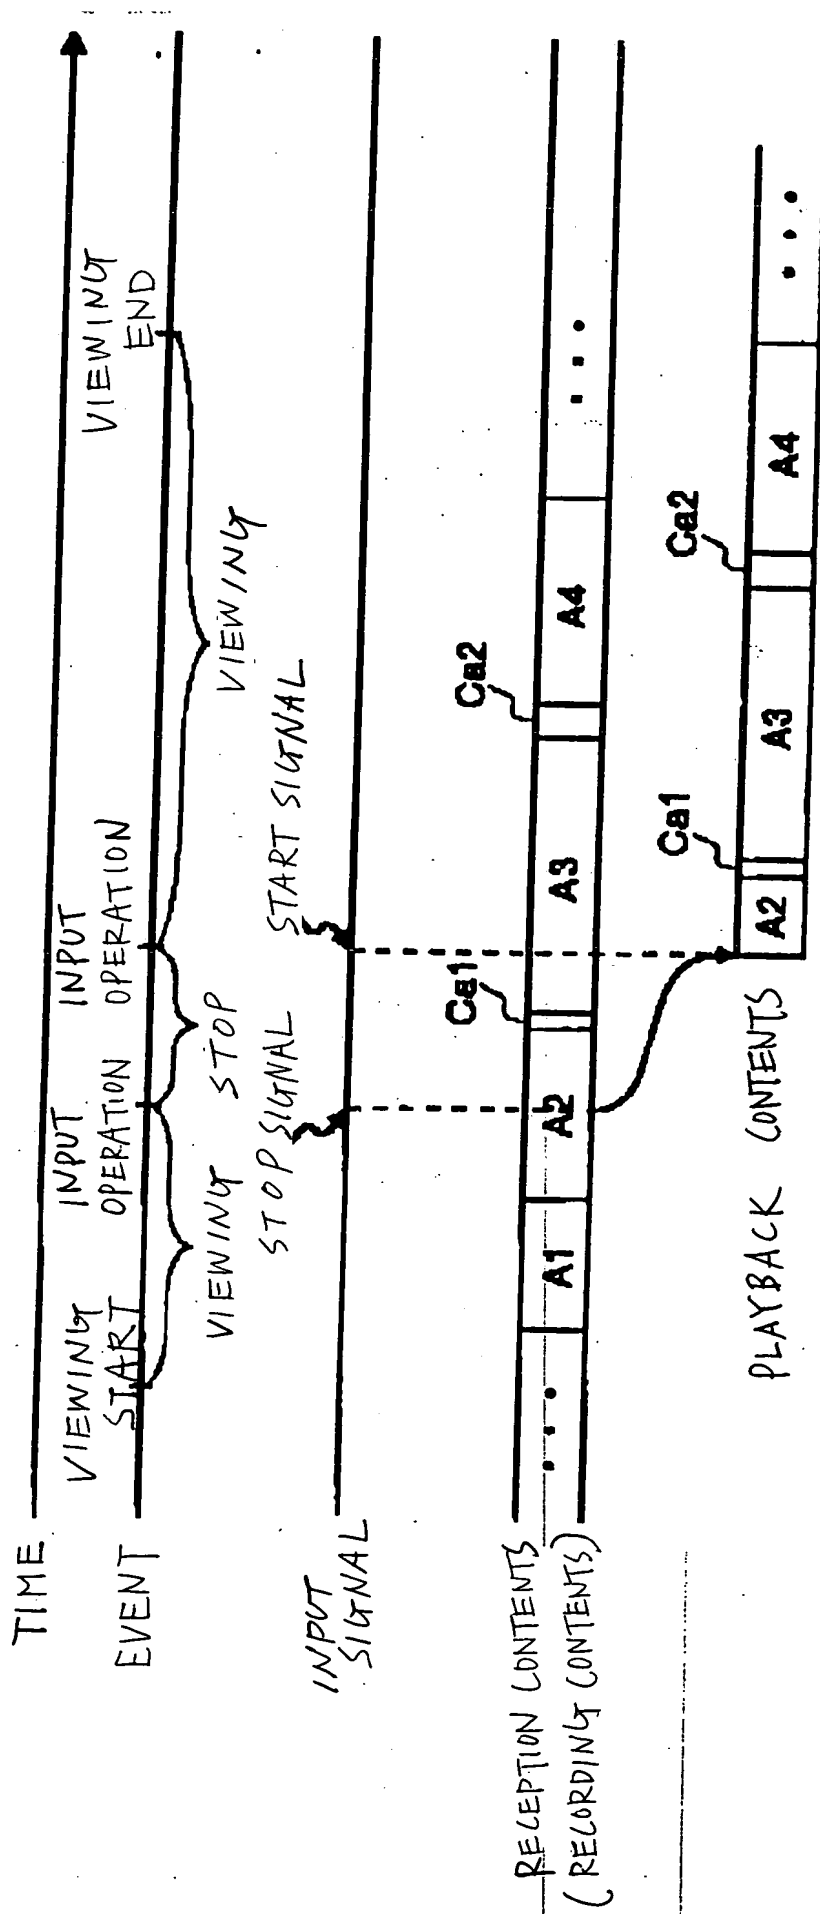 TIME
EVENT
VIEWING
START
INPUT
OPERATION
INPUT
OPERATION
VIEWING
END
VIEWING
STOP
VIEWING
INPUT
SIGNAL
STOP SIGNAL
START SIGNAL
RECEPTION CONTENTS
(RECORDING CONTENTS)
Ca1
Ca2
A1
A2
A3
A4
PLAYBACK CONTENTS
Ca1
Ca2
A2
A3
A4